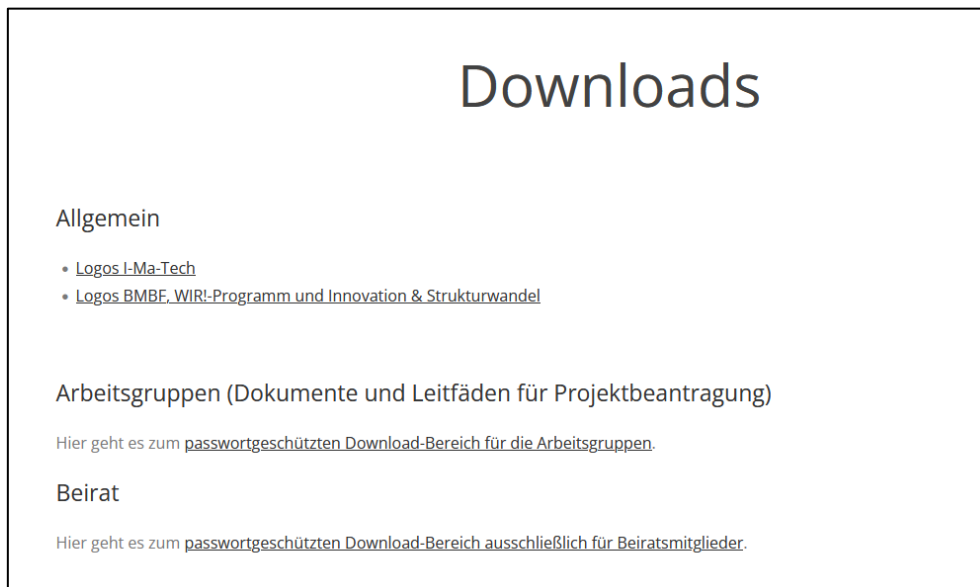 Downloads
Allgemein
• Logos I-Ma-Tech
• Logos BMBF, WIR!-Programm und Innovation & Strukturwandel
Arbeitsgruppen (Dokumente und Leitfäden für Projektbeantragung)
Hier geht es zum passwortgeschützten Download-Bereich für die Arbeitsgruppen.
Beirat
Hier geht es zum passwortgeschützten Download-Bereich ausschließlich für Beiratsmitglieder.